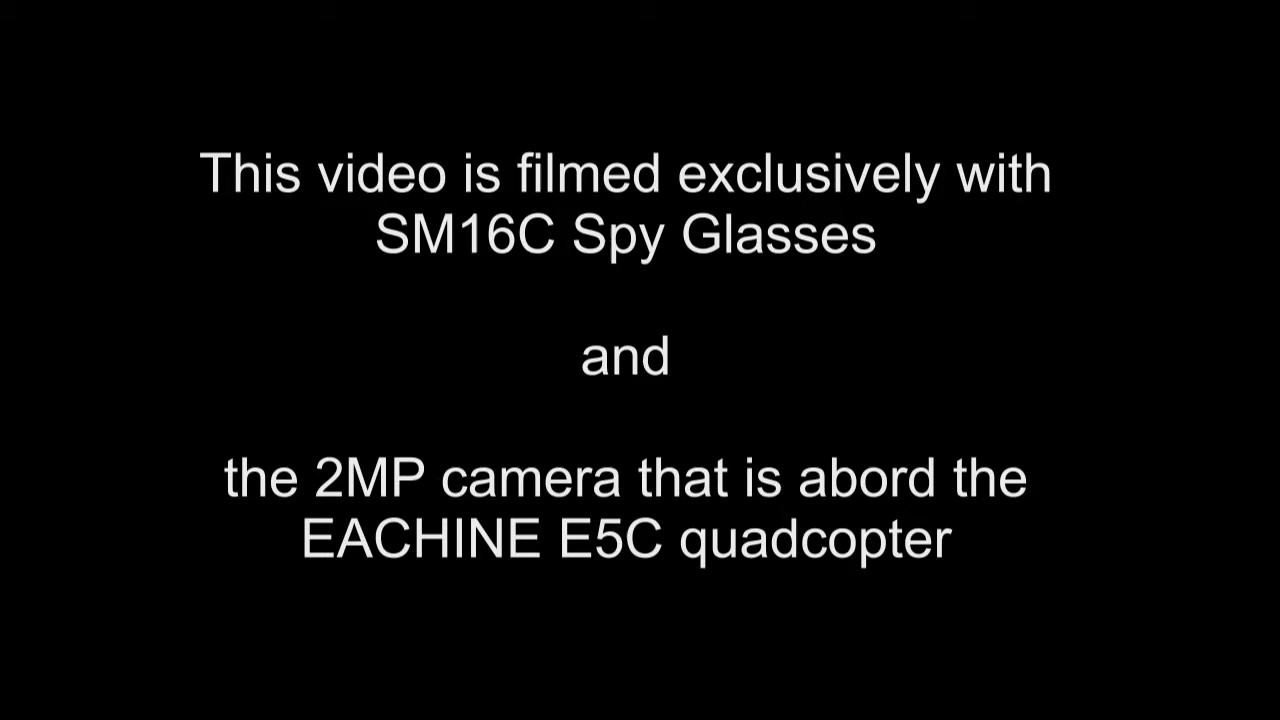 This video is filmed exclusively with
SM16C Spy Glasses
and
the 2MP camera that is abord the
EACHINE E5C quadcopter